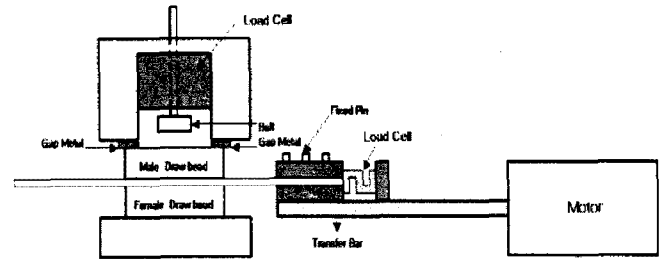 Load Cell
Fixed Pin
Bolt
Gap Metal
Gap Metal
Load Cell
Male Drawbead
Female Drawbead
Motor
Transfer Bar